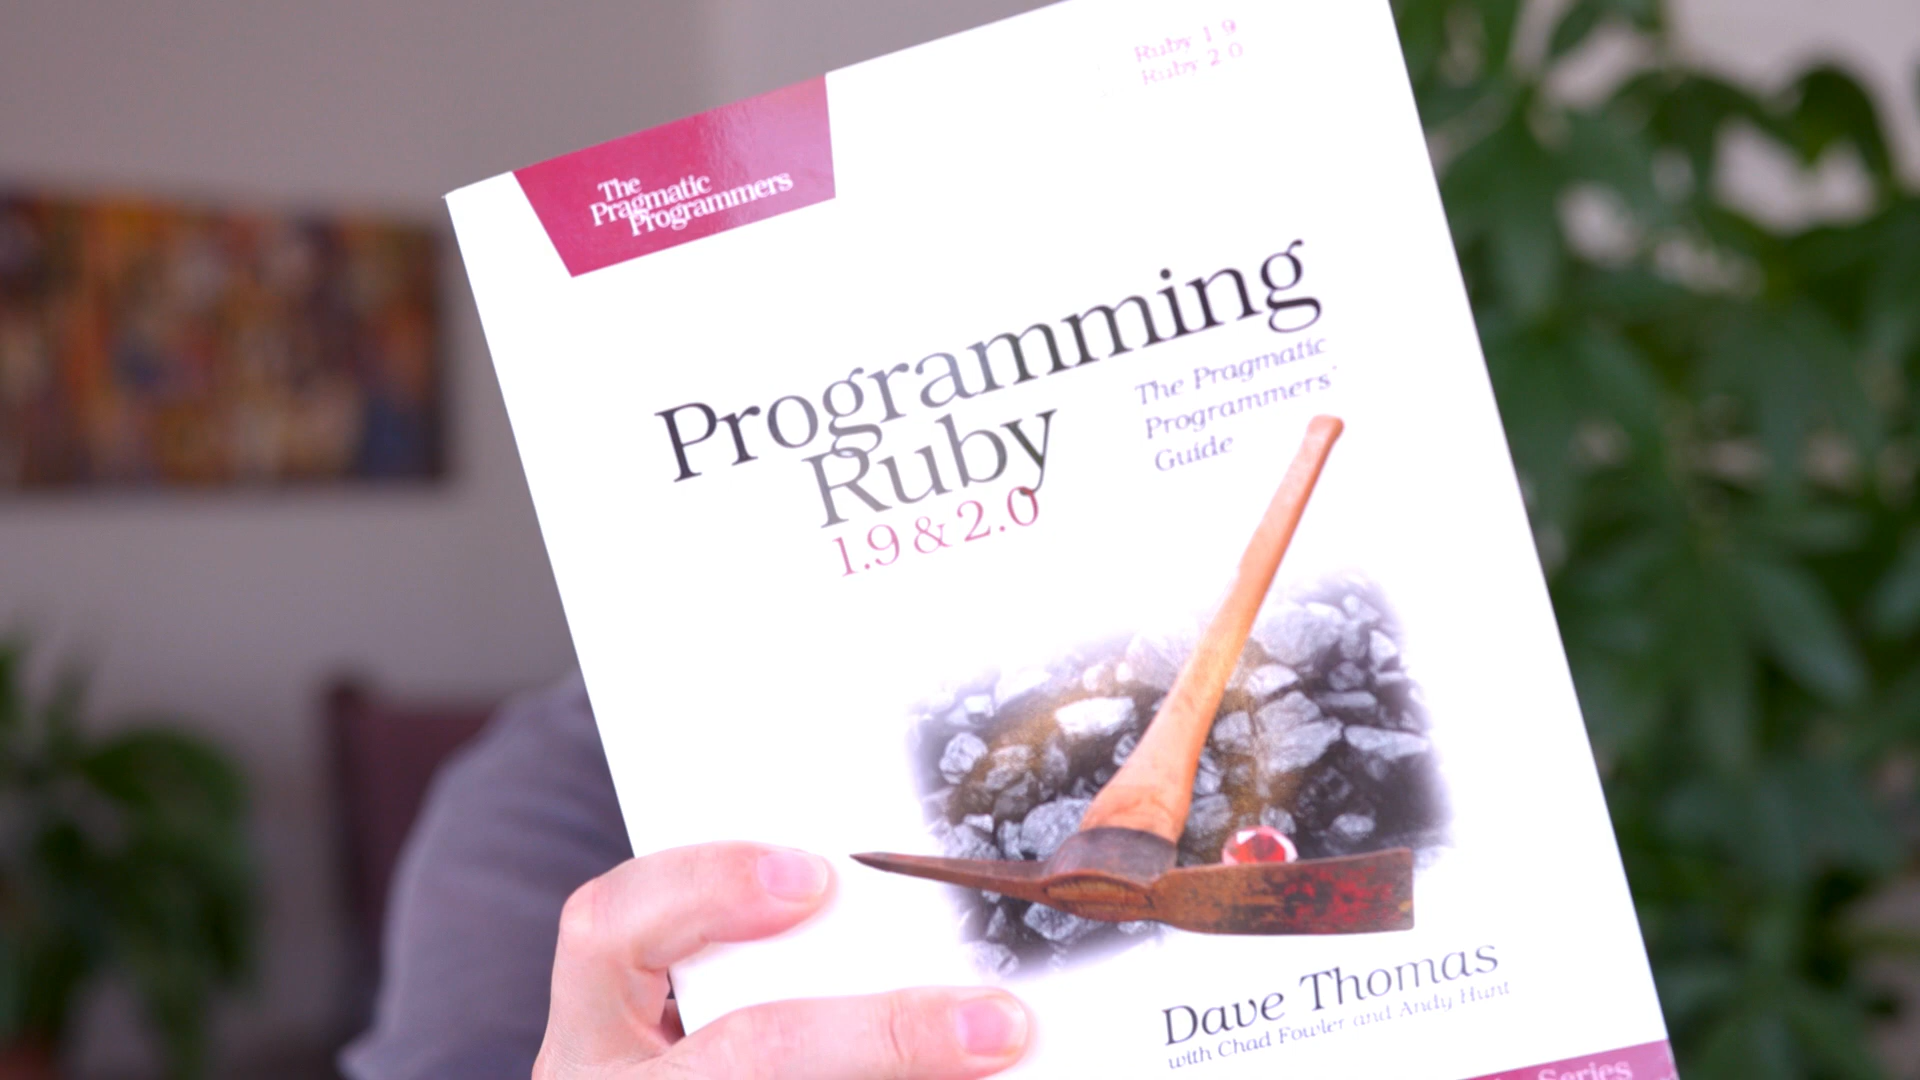 Ruby 1.9
Ruby 2.0
The
Pragmatic
Programmers
Programming
Ruby
1.9 & 2.0
The Pragmatic
Programmers'
Guide
Dave Thomas
with Chad Fowler and Andy Hunt
Series